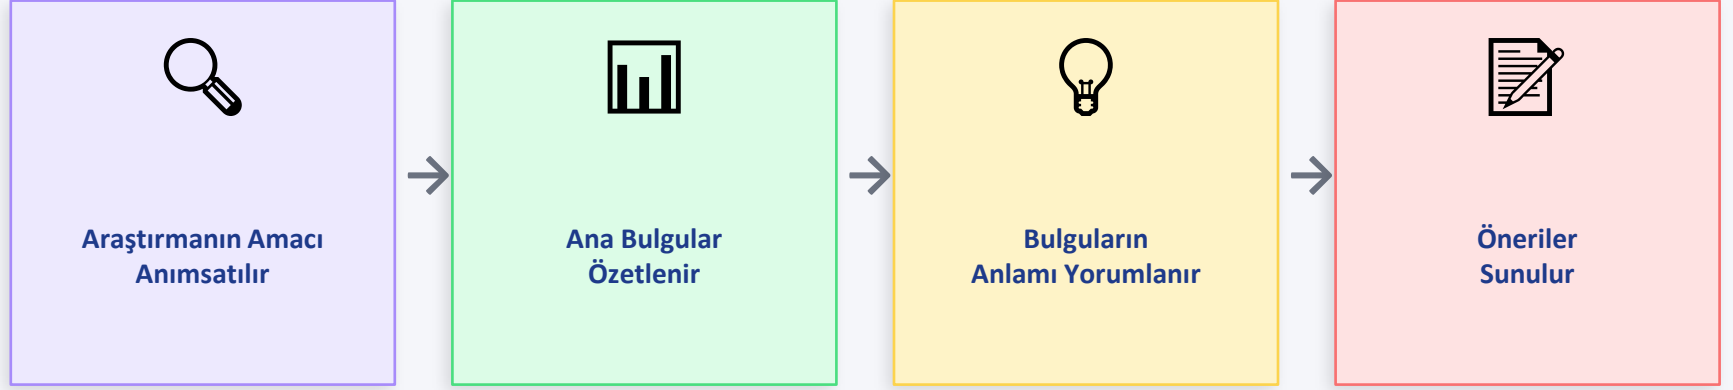 Araştırmanın Amacı
Anımsatılır
Ana Bulgular
Özetlenir
Bulguların
Anlamı Yorumlanır
Öneriler
Sunulur